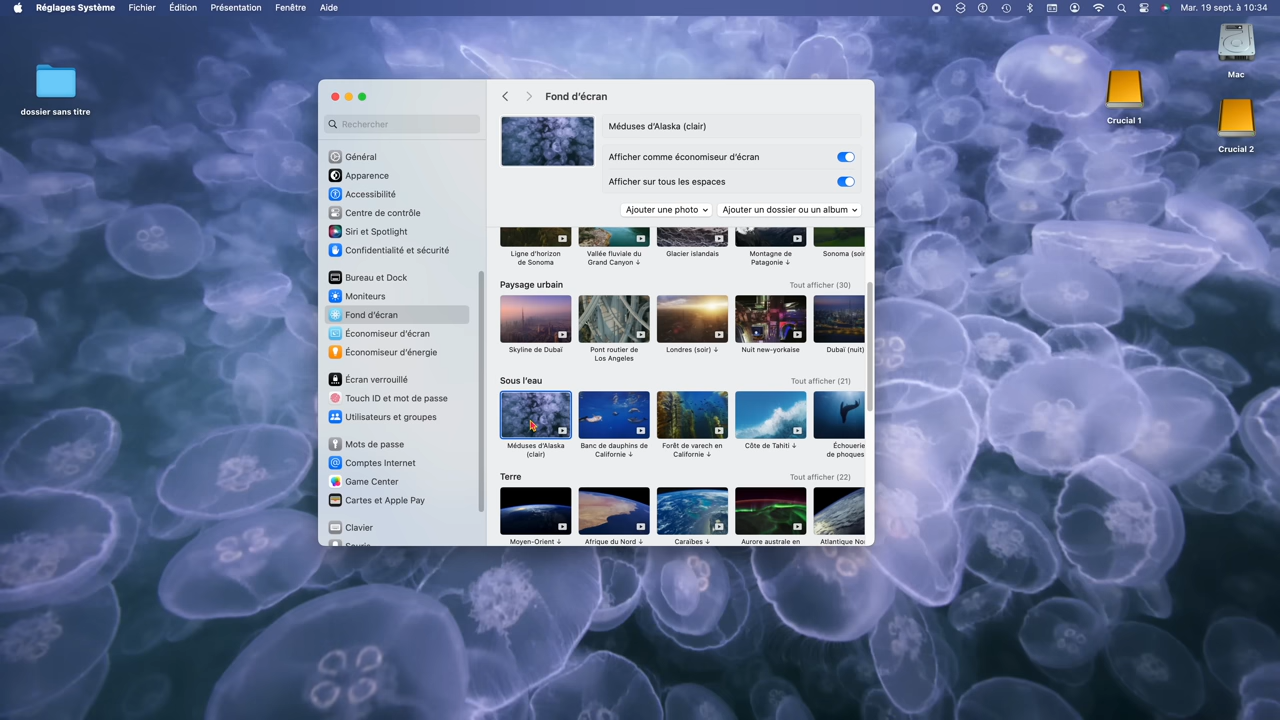 Réglages Système Fichier Édition Présentation Fenêtre Aide Mar. 19 sept. à 10:34
dossier sans titre
Mac
Crucial 1
Crucial 2
Rechercher
Général
Apparence
Accessibilité
Centre de contrôle
Siri et Spotlight
Confidentialité et sécurité
Bureau et Dock
Moniteurs
Fond d'écran
Économiseur d'écran
Économiseur d'énergie
Écran verrouillé
Touch ID et mot de passe
Utilisateurs et groupes
Mots de passe
Comptes Internet
Game Center
Cartes et Apple Pay
Clavier
Souris
Fond d'écran
Méduses d'Alaska (clair)
Afficher comme économiseur d'écran
Afficher sur tous les espaces
Ajouter une photo Ajouter un dossier ou un album
Ligne d'horizon Vallée fluviale du Glacier islandais Montagne de Sonoma (soir
de Sonoma Grand Canyon ↓ Patagonie ↓
Paysage urbain Tout afficher (30)
Skyline de Dubaï Pont routier de Londres (soir) ↓ Nuit new-yorkaise Dubaï (nuit)
Los Angeles
Sous l'eau Tout afficher (21)
Méduses d'Alaska Banc de dauphins de Forêt de varech en Côte de Tahiti ↓ Échouerie
(clair) Californie ↓ Californie ↓ de phoques
Terre Tout afficher (22)
Moyen-Orient ↓ Afrique du Nord ↓ Caraïbes ↓ Aurore australe en Atlantique No